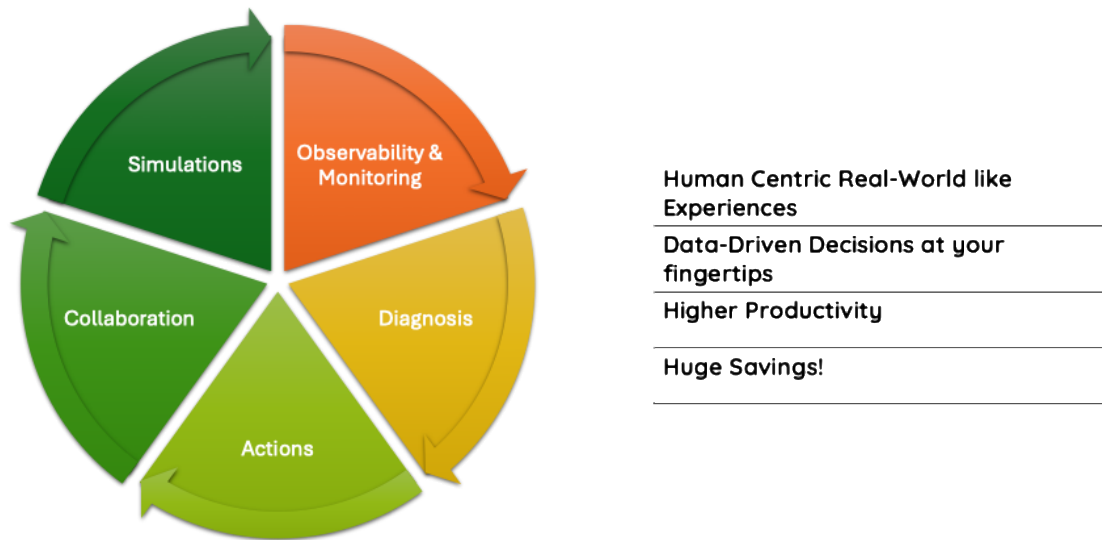 Simulations
Observability &
Monitoring
Collaboration
Diagnosis
Actions
Human Centric Real-World like
Experiences
Data-Driven Decisions at your
fingertips
Higher Productivity
Huge Savings!